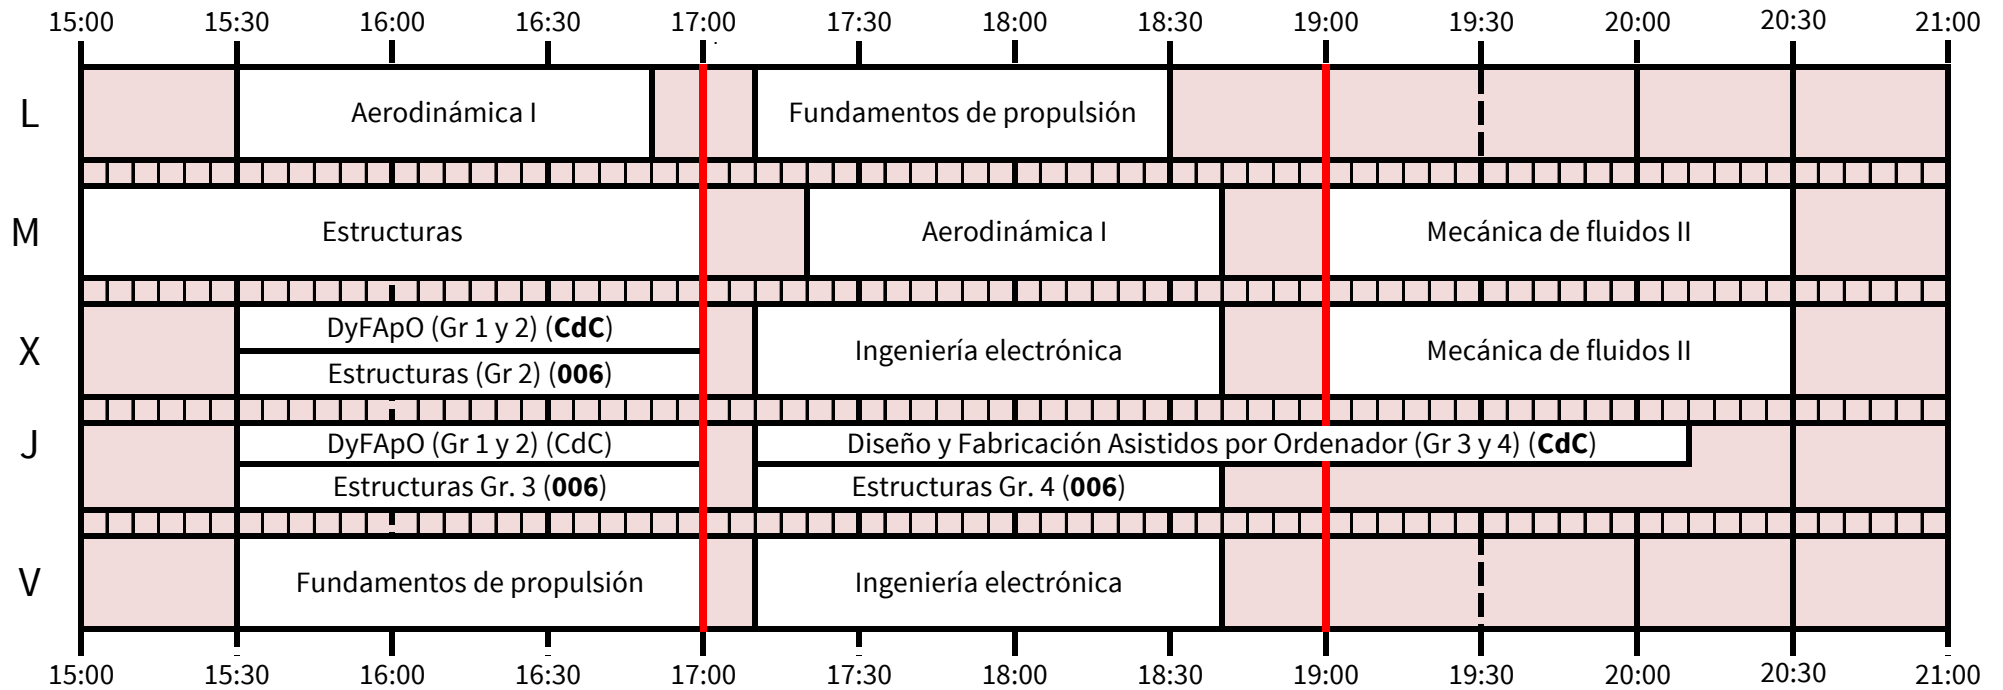 15:00 15:30 16:00 16:30 17:00 17:30 18:00 18:30 19:00 19:30 20:00 20:30 21:00
L
Aerodinámica I
Fundamentos de propulsión
M
Estructuras
Aerodinámica I
Mecánica de fluidos II
X
DyFApO (Gr 1 y 2) (CdC)
Estructuras (Gr 2) (006)
Ingeniería electrónica
Mecánica de fluidos II
J
DyFApO (Gr 1 y 2) (CdC)
Estructuras Gr. 3 (006)
Diseño y Fabricación Asistidos por Ordenador (Gr 3 y 4) (CdC)
Estructuras Gr. 4 (006)
V
Fundamentos de propulsión
Ingeniería electrónica
15:00 15:30 16:00 16:30 17:00 17:30 18:00 18:30 19:00 19:30 20:00 20:30 21:00